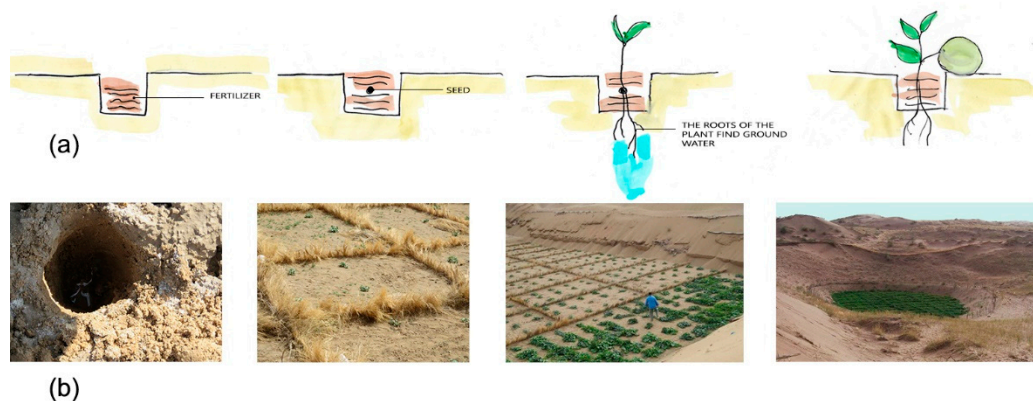 FERTILIZER
SEED
THE ROOTS OF THE
PLANT FIND GROUND
WATER
(a)
(b)